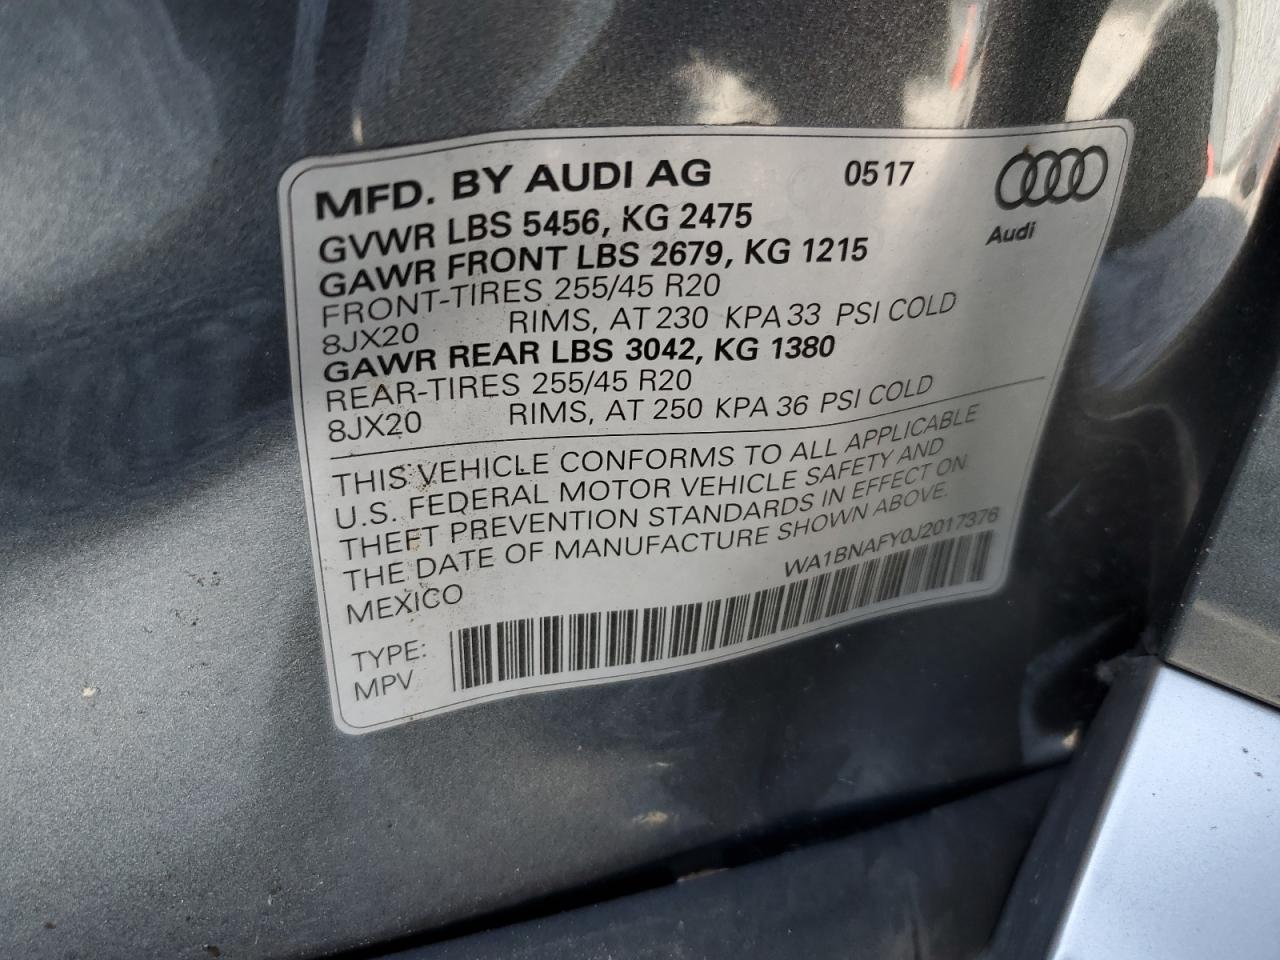 MFD. BY AUDI AG 0517
Audi
GVWR LBS 5456, KG 2475
GAWR FRONT LBS 2679, KG 1215
FRONT-TIRES 255/45 R20
8JX20 RIMS, AT 230 KPA 33 PSI COLD
GAWR REAR LBS 3042, KG 1380
REAR-TIRES 255/45 R20
8JX20 RIMS, AT 250 KPA 36 PSI COLD
THIS VEHICLE CONFORMS TO ALL APPLICABLE
U.S. FEDERAL MOTOR VEHICLE SAFETY AND
THEFT PREVENTION STANDARDS IN EFFECT ON
THE DATE OF MANUFACTURE SHOWN ABOVE.
MEXICO WA1BNAFY0J2017376
TYPE:
MPV